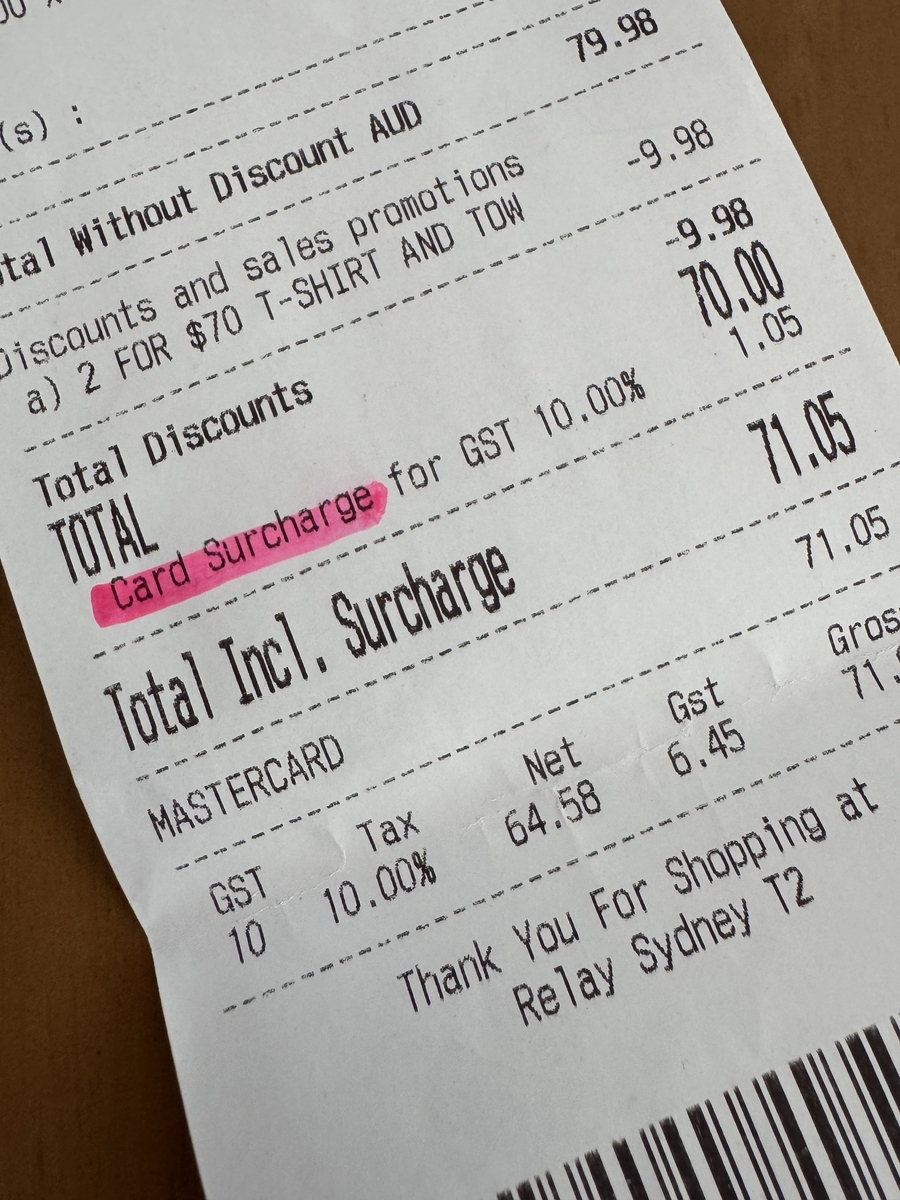 (s) :
79.98
Total Without Discount AUD
Discounts and sales promotions -9.98
a) 2 FOR $70 T-SHIRT AND TOW
Total Discounts -9.98
TOTAL 70.00
Card Surcharge for GST 10.00% 1.05
Total Incl. Surcharge 71.05
MASTERCARD 71.05
GST Tax Net Gst
10 10.00% 64.58 6.45
Thank You For Shopping at
Relay Sydney T2